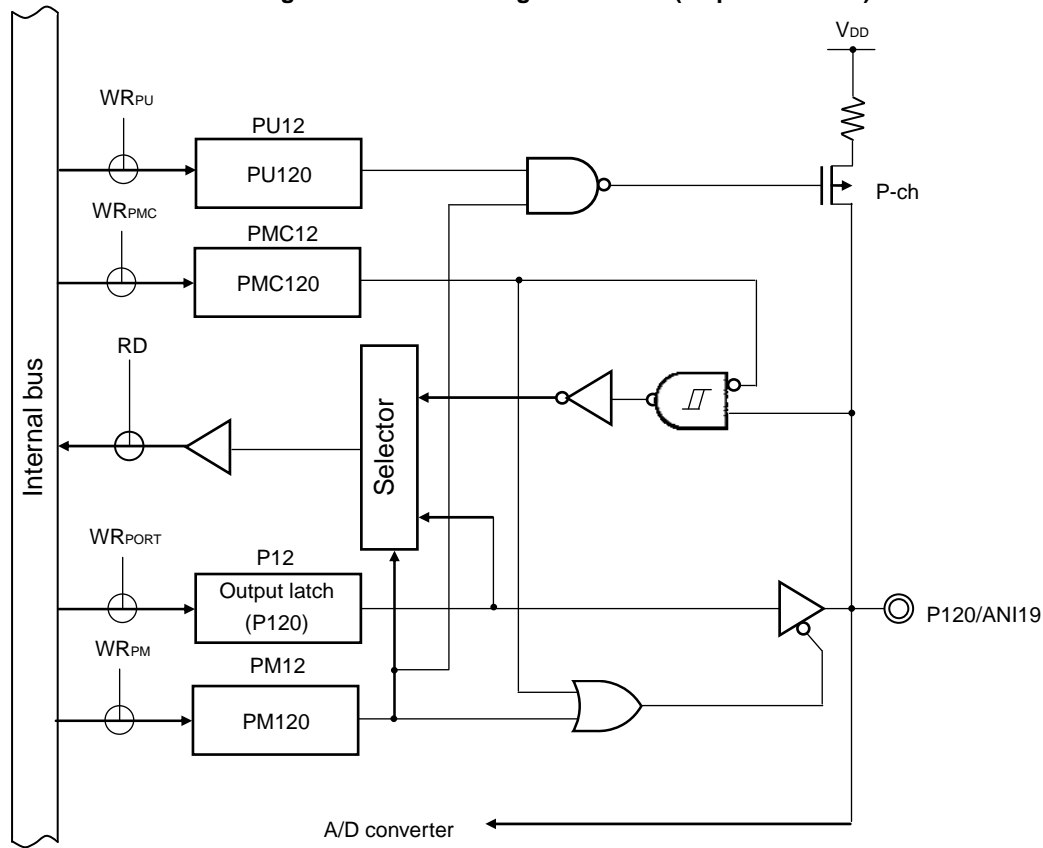 VDD
WRPU
PU12
PU120
P-ch
WRPMC
PMC12
PMC120
RD
Internal bus
Selector
WRPORT
P12
Output latch
(P120)
P120/ANI19
WRPM
PM12
PM120
A/D converter